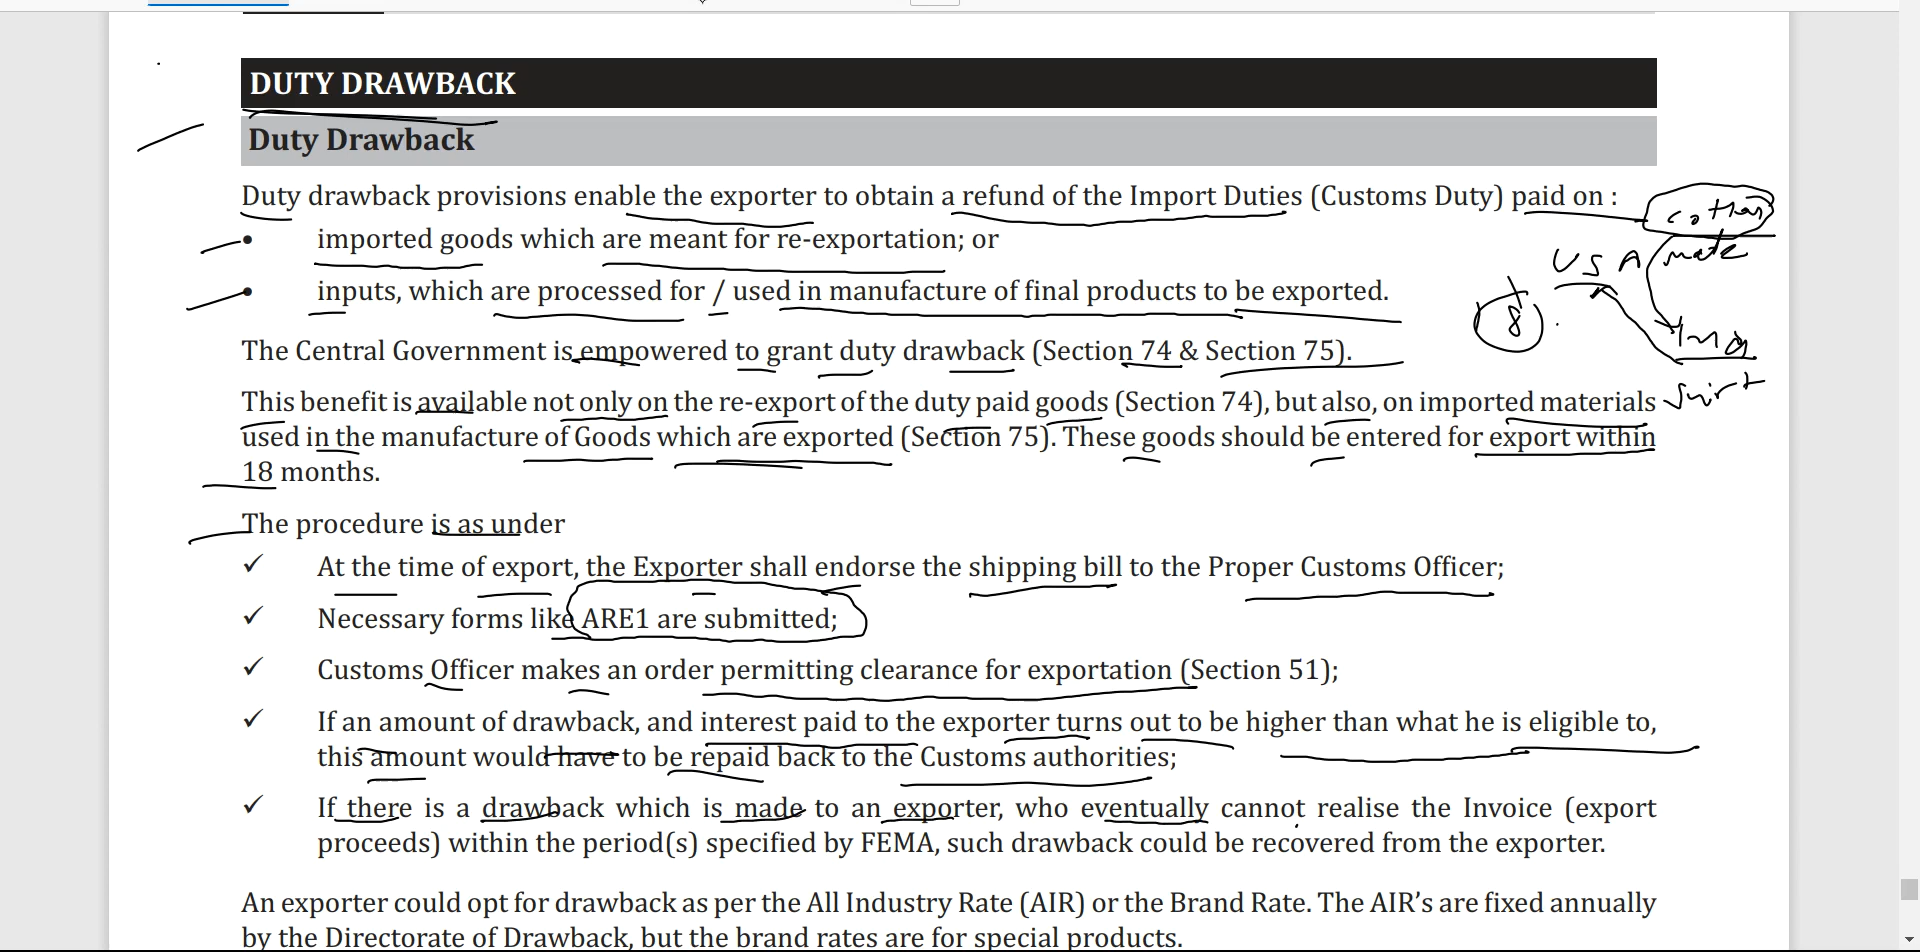 DUTY DRAWBACK
Duty Drawback
Duty drawback provisions enable the exporter to obtain a refund of the Import Duties (Customs Duty) paid on :
cotton
• imported goods which are meant for re-exportation; or
USA made
• inputs, which are processed for / used in manufacture of final products to be exported.
8
The Central Government is empowered to grant duty drawback (Section 74 & Section 75).
This benefit is available not only on the re-export of the duty paid goods (Section 74), but also, on imported materials
used in the manufacture of Goods which are exported (Section 75). These goods should be entered for export within
18 months.
The procedure is as under
✓ At the time of export, the Exporter shall endorse the shipping bill to the Proper Customs Officer;
✓ Necessary forms like ARE1 are submitted;
✓ Customs Officer makes an order permitting clearance for exportation (Section 51);
✓ If an amount of drawback, and interest paid to the exporter turns out to be higher than what he is eligible to,
this amount would have to be repaid back to the Customs authorities;
✓ If there is a drawback which is made to an exporter, who eventually cannot realise the Invoice (export
proceeds) within the period(s) specified by FEMA, such drawback could be recovered from the exporter.
An exporter could opt for drawback as per the All Industry Rate (AIR) or the Brand Rate. The AIR's are fixed annually
by the Directorate of Drawback, but the brand rates are for special products.